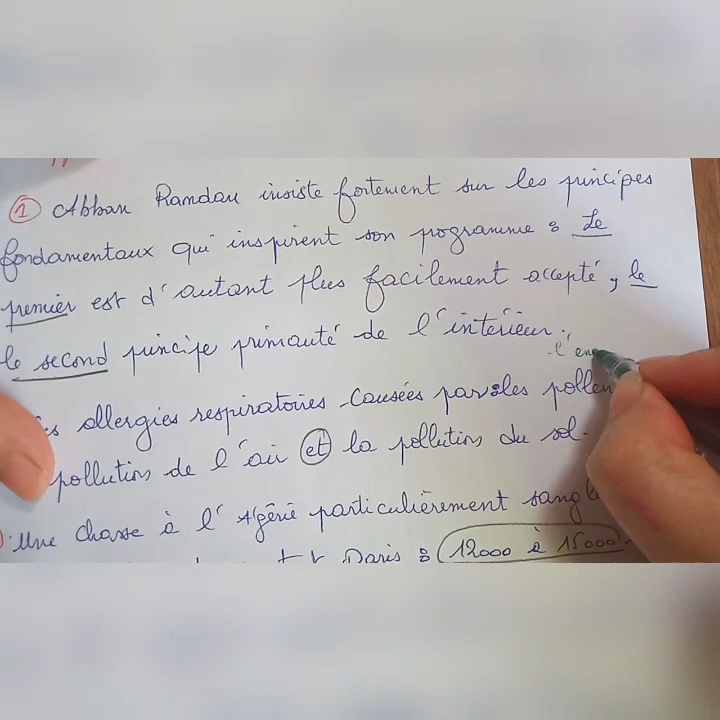 ① Abban Ramdan insiste fortement sur les principes
fondamentaux qui inspirent son programme : Le
premier est d'autant plus facilement accepté, le
le second principe primauté de l'intérieur.
l'en
allergies respiratoires causées par les pollen
pollution de l'air et la pollution du sol.
Une chasse à l'Algérie particulièrement
Paris : 12000 à 15000